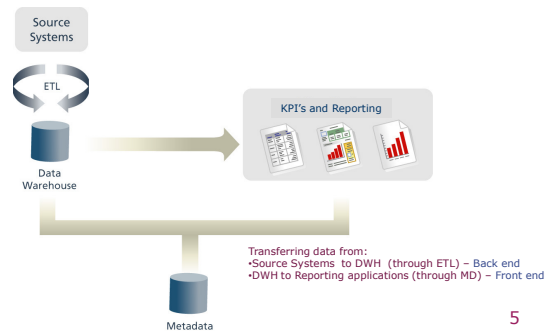 Source
Systems
ETL
Data
Warehouse
KPI's and Reporting
Transferring data from:
•Source Systems to DWH (through ETL) – Back end
•DWH to Reporting applications (through MD) – Front end
Metadata
5